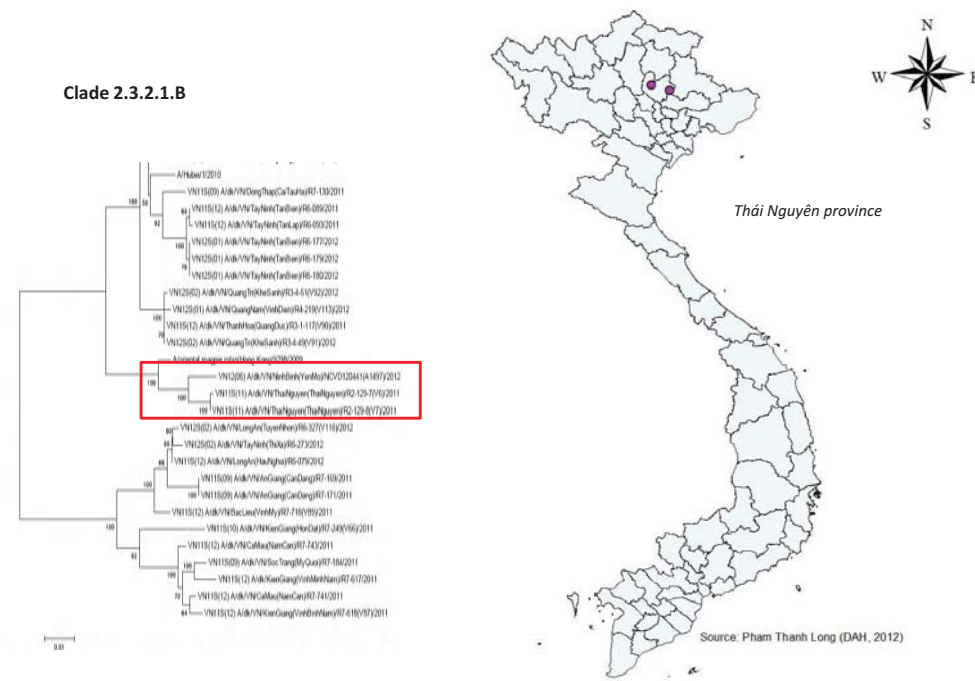 Clade 2.3.2.1.B
A/Hubei/1/2010
VN11S(09) A/dk/VN/DongThap(CaiTauHa)/R7-130/2011
VN11S(12) A/dk/VN/TayNinh(TanBien)/R6-089/2011
VN11S(12) A/dk/VN/TayNinh(TanLap)/R6-093/2011
VN12S(01) A/dk/VN/TayNinh(TanBien)/R6-177/2012
VN12S(01) A/dk/VN/TayNinh(TanBien)/R6-179/2012
VN12S(01) A/dk/VN/TayNinh(TanBien)/R6-180/2012
VN12S(02) A/dk/VN/QuangTri(KheSanh)/R3-4-51(V92)/2012
VN12S(01) A/dk/VN/QuangNam(VinhDien)/R4-219(V113)/2012
VN11S(12) A/dk/VN/ThanhHoa(QuangDuc)/R3-1-117(V90)/2011
VN12S(02) A/dk/VN/QuangTri(KheSanh)/R3-4-49(V91)/2012
A/oriental magpie robin/Hong Kong/
VN12(06) A/dk/VN/NinhBinh(YenMo)/NCVD120441(A1497)/2012
VN11S(11) A/dk/VN/ThaiNguyen(ThaiNguyen)/R2-129-7(V6)/2011
VN11S(11) A/dk/VN/ThaiNguyen(ThaiNguyen)/R2-129-8(V7)/2011
VN12S(02) A/dk/VN/LongAn(TuyenNhon)/R6-327(V116)/2012
VN12S(02) A/dk/VN/TayNinh(ThiXa)/R6-273/2012
VN11S(12) A/dk/VN/LongAn(HauNghia)/R6-079/2012
VN11S(09) A/dk/VN/AnGiang(CanDang)/R7-169/2011
VN11S(09) A/dk/VN/AnGiang(CanDang)/R7-171/2011
VN11S(12) A/dk/VN/BacLieu(VinhMy)/R7-718(V89)/2011
VN11S(10) A/dk/VN/KienGiang(HonDat)/R7-249(V66)/2011
VN11S(12) A/dk/VN/CaMau(NamCan)/R7-743/2011
VN11S(09) A/dk/VN/SocTrang(MyQuoi)/R7-184/2011
VN11S(12) A/dk/VN/KienGiang(VinhMinhNam)/R7-617/2011
VN11S(12) A/dk/VN/CaMau(NamCan)/R7-741/2011
VN11S(12) A/dk/VN/KienGiang(VinhBinhNam)/R7-618(V87)/2011
0.01
N
W
E
S
Thái Nguyên province
Source: Pham Thanh Long (DAH, 2012)